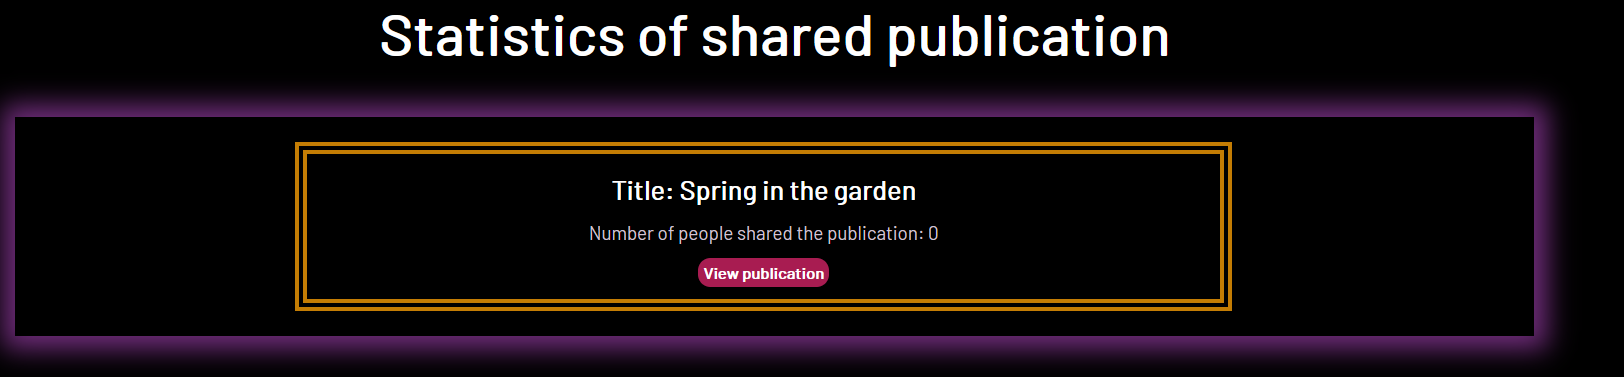 Statistics of shared publication
Title: Spring in the garden
Number of people shared the publication: 0
View publication